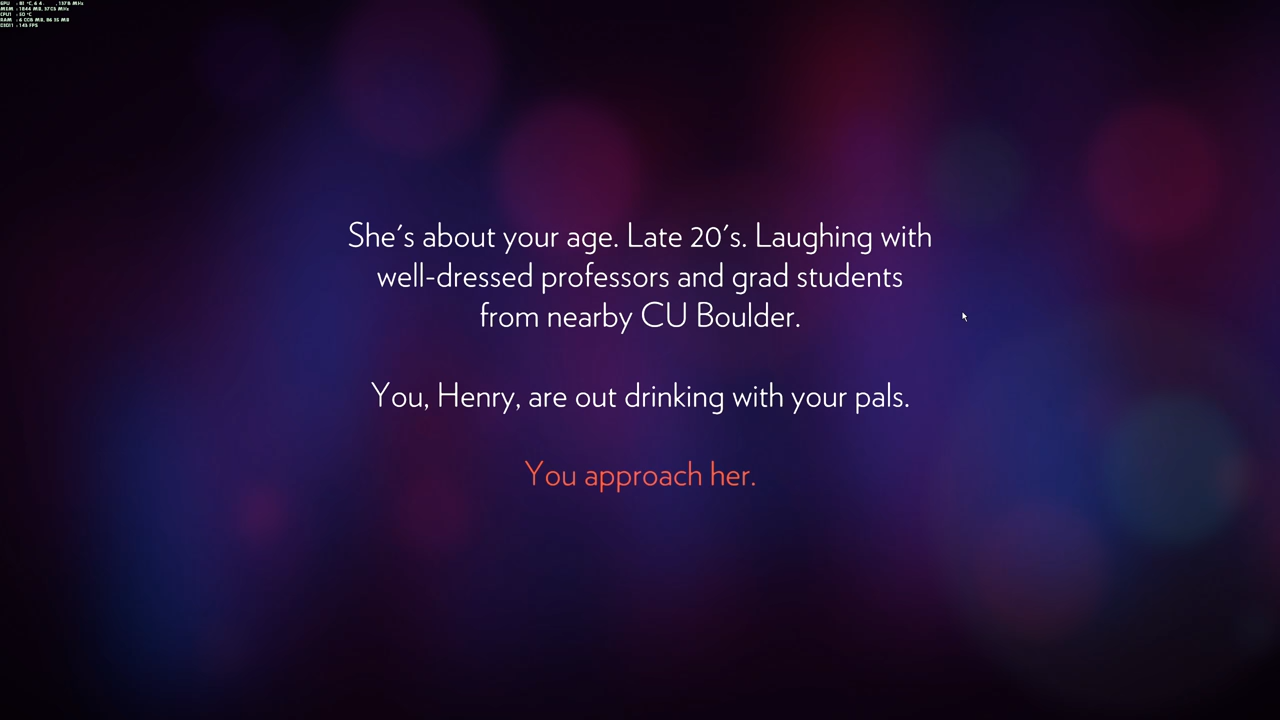 She's about your age. Late 20's. Laughing with
well-dressed professors and grad students
from nearby CU Boulder.
You, Henry, are out drinking with your pals.
You approach her.